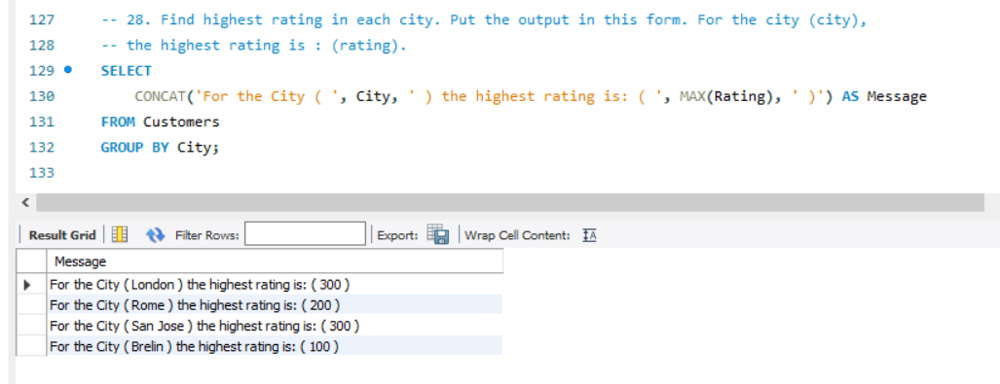 127 -- 28. Find highest rating in each city. Put the output in this form. For the city (city),
128 -- the highest rating is : (rating).
129 SELECT
130 CONCAT('For the City ( ', City, ' ) the highest rating is: ( ', MAX(Rating), ' )') AS Message
131 FROM Customers
132 GROUP BY City;
133
Result Grid Filter Rows: Export: Wrap Cell Content: IA
Message
For the City ( London ) the highest rating is: ( 300 )
For the City ( Rome ) the highest rating is: ( 200 )
For the City ( San Jose ) the highest rating is: ( 300 )
For the City ( Brelin ) the highest rating is: ( 100 )